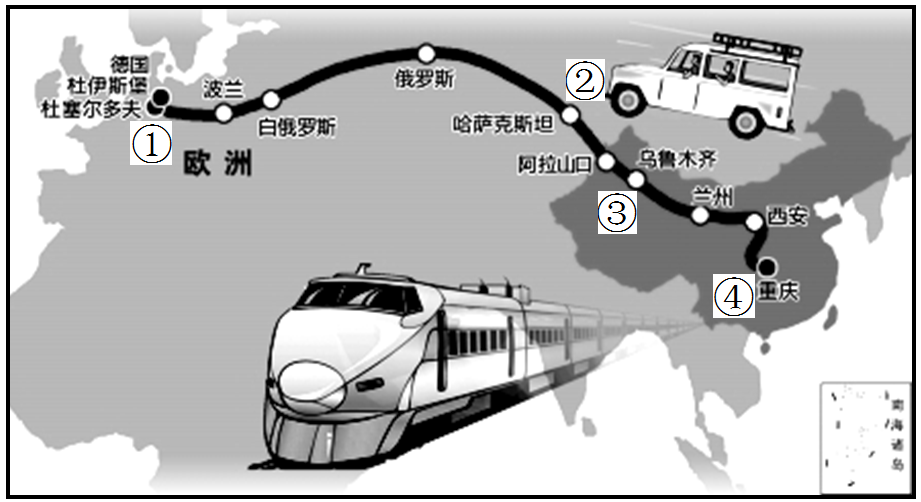 德国
杜伊斯堡
杜塞尔多夫
①
波兰
白俄罗斯
欧洲
俄罗斯
②
哈萨克斯坦
阿拉山口
乌鲁木齐
③
兰州
西安
④
重庆
南海诸岛